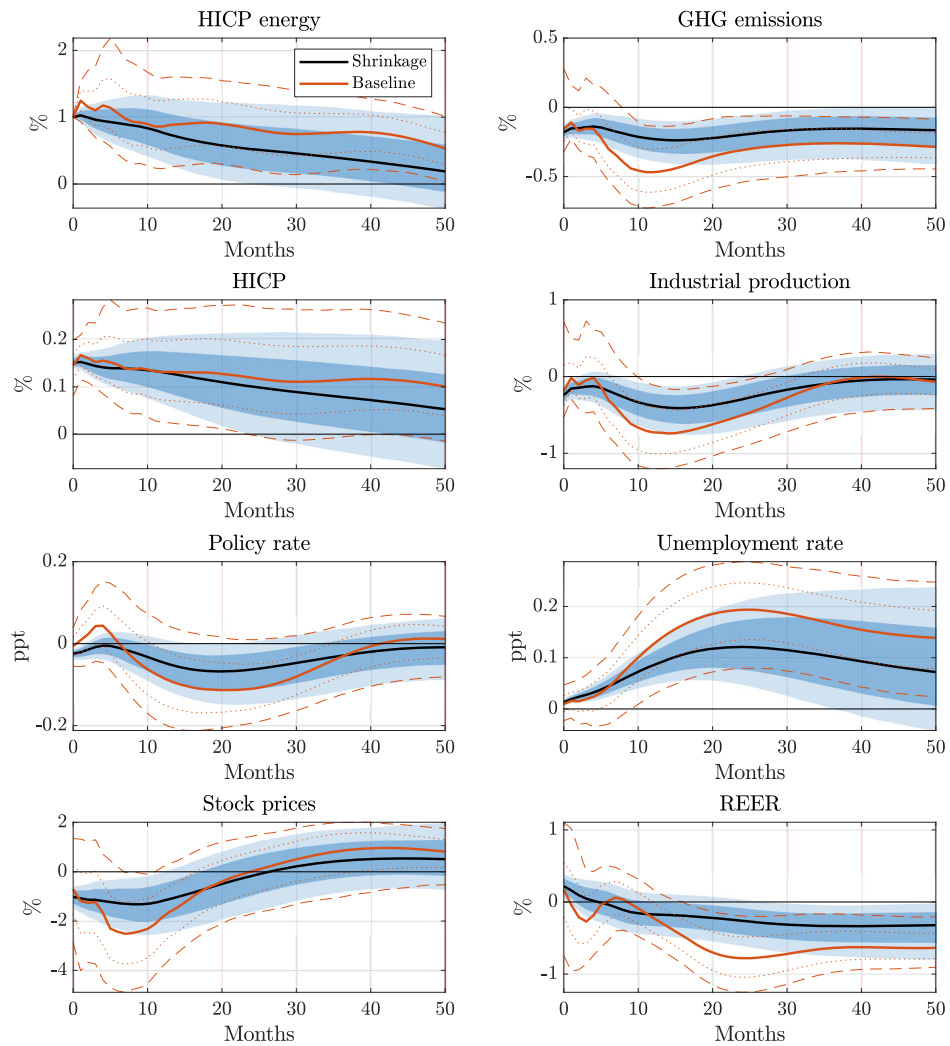 HICP energy
2
1
0
%
Shrinkage
Baseline
0 10 20 30 40 50
Months
GHG emissions
0.5
0
-0.5
%
0 10 20 30 40 50
Months
HICP
0.2
0.1
0
%
0 10 20 30 40 50
Months
Industrial production
1
0
-1
%
0 10 20 30 40 50
Months
Policy rate
0.2
0
-0.2
ppt
0 10 20 30 40 50
Months
Unemployment rate
0.2
0.1
0
ppt
0 10 20 30 40 50
Months
Stock prices
2
0
-2
-4
%
0 10 20 30 40 50
Months
REER
1
0
-1
%
0 10 20 30 40 50
Months